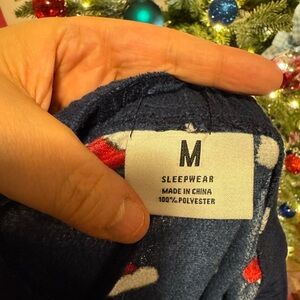 M
SLEEPWEAR
MADE IN CHINA
100% POLYESTER